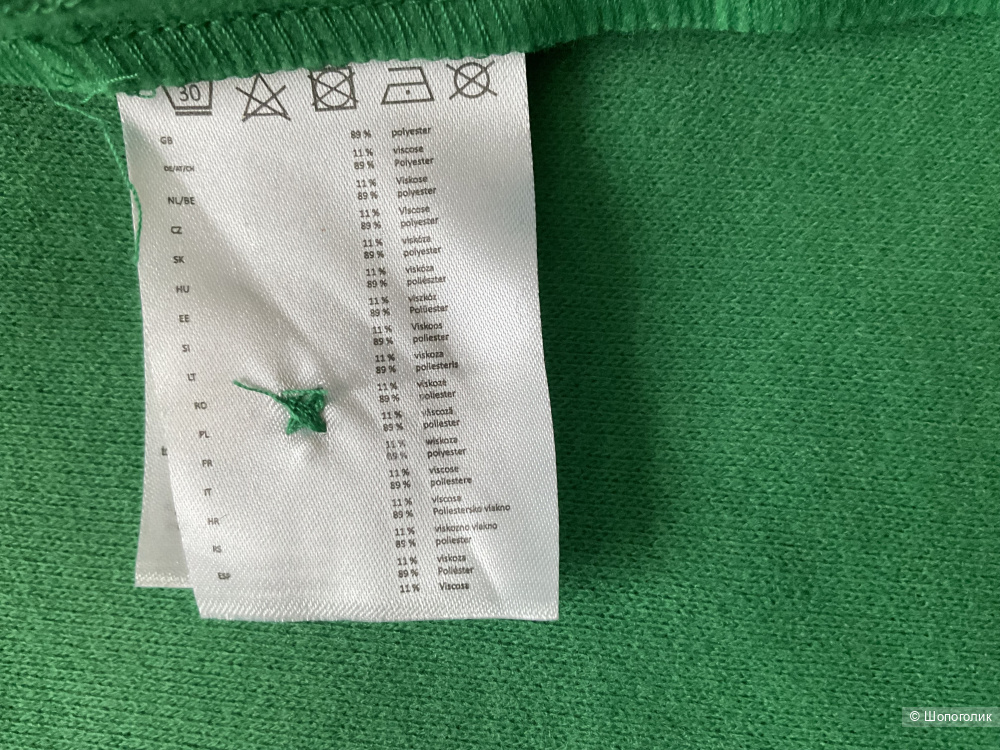 30
GB 89 % polyester
11 % viscose
DE/AT/CH 89 % Polyester
11 % Viskose
NL/BE 89 % polyester
11 % Viscose
CZ 89 % polyester
11 % viskóza
SK 89 % polyester
11 % viskóza
HU 89 % poliészter
11 % viszkóz
EE 89 % Polüester
11 % Viskoos
SI 89 % poliester
11 % viskoza
LT 89 % poliesteris
11 % viskozė
RO 89 % poliester
11 % vâscoză
PL 89 % poliester
11 % wiskoza
FR 89 % polyester
11 % viscose
IT 89 % poliestere
11 % viscosa
HR 89 % Poliestersko vlakno
11 % viskozno vlakno
RS 89 % poliester
11 % viskoza
ESP 89 % Poliéster
11 % Viscosa
© Шопоголик